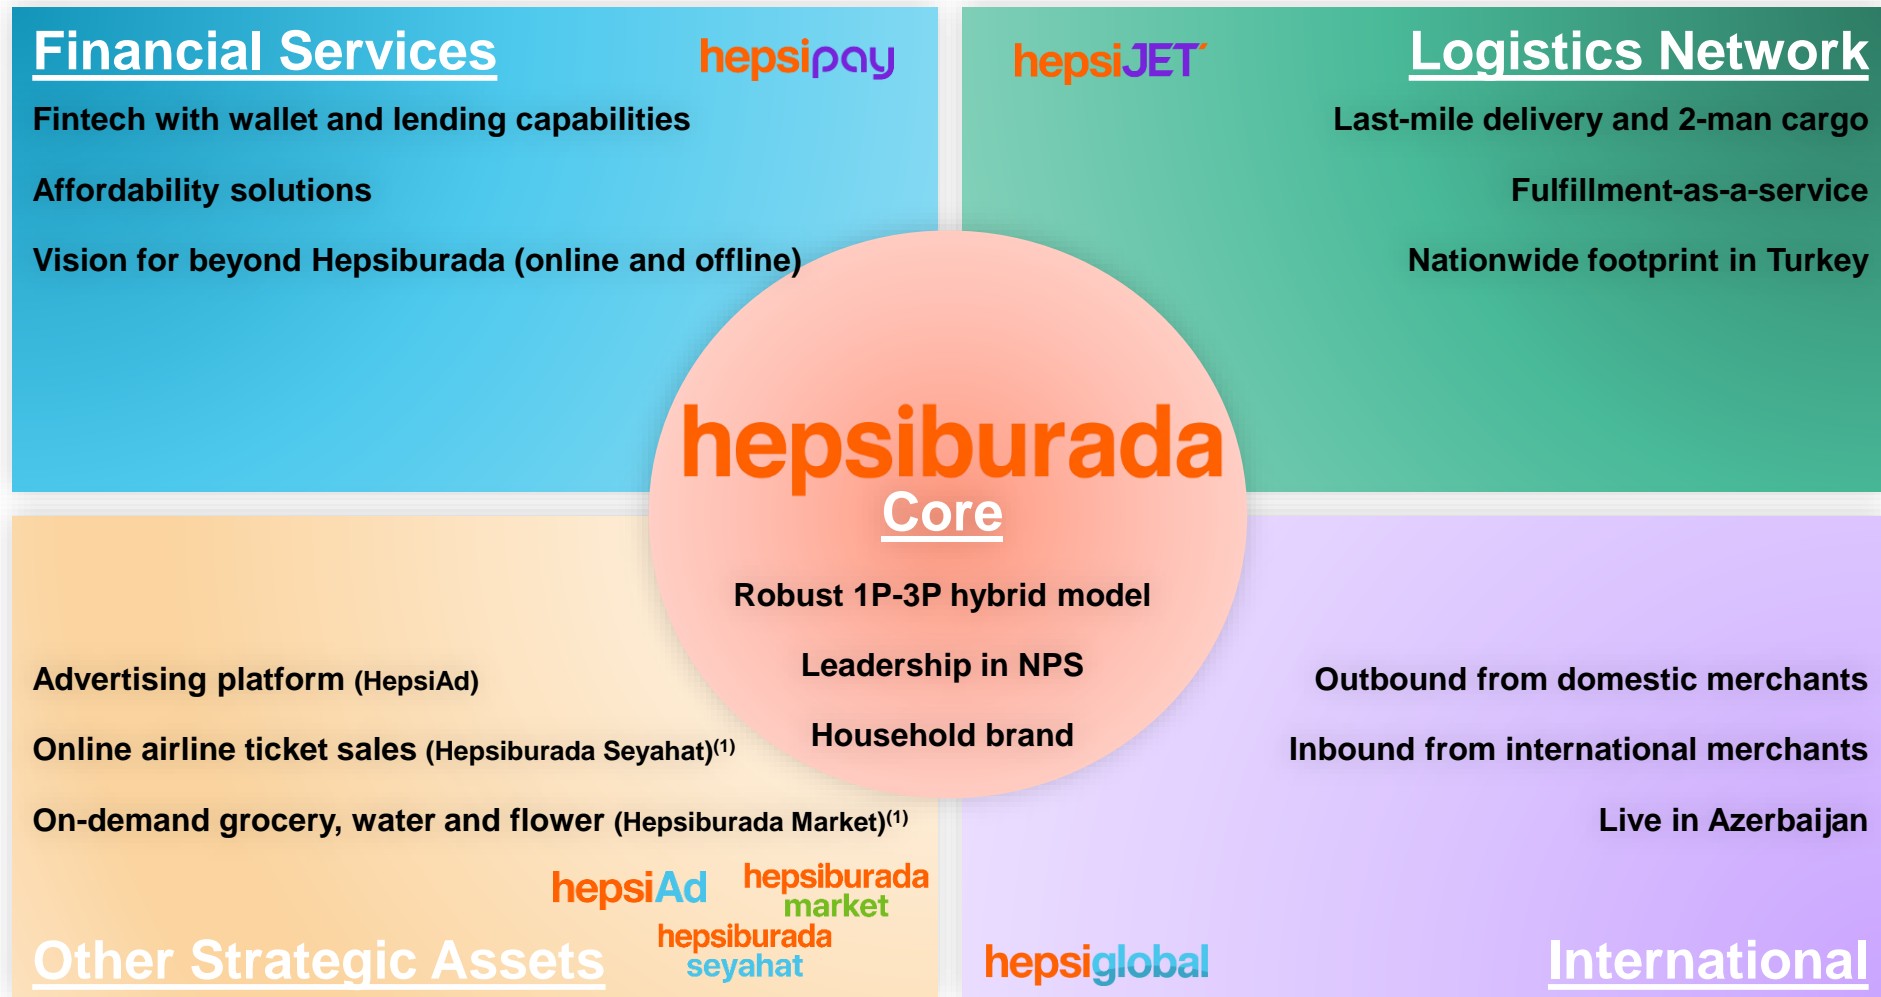 Financial Services
hepsipay
Fintech with wallet and lending capabilities
Affordability solutions
Vision for beyond Hepsiburada (online and offline)
hepsiJET
Logistics Network
Last-mile delivery and 2-man cargo
Fulfillment-as-a-service
Nationwide footprint in Turkey
hepsiburada
Core
Robust 1P-3P hybrid model
Leadership in NPS
Household brand
Advertising platform (HepsiAd)
Online airline ticket sales (Hepsiburada Seyahat)(1)
On-demand grocery, water and flower (Hepsiburada Market)(1)
hepsiAd
hepsiburada
market
hepsiburada
seyahat
Other Strategic Assets
Outbound from domestic merchants
Inbound from international merchants
Live in Azerbaijan
hepsiglobal
International